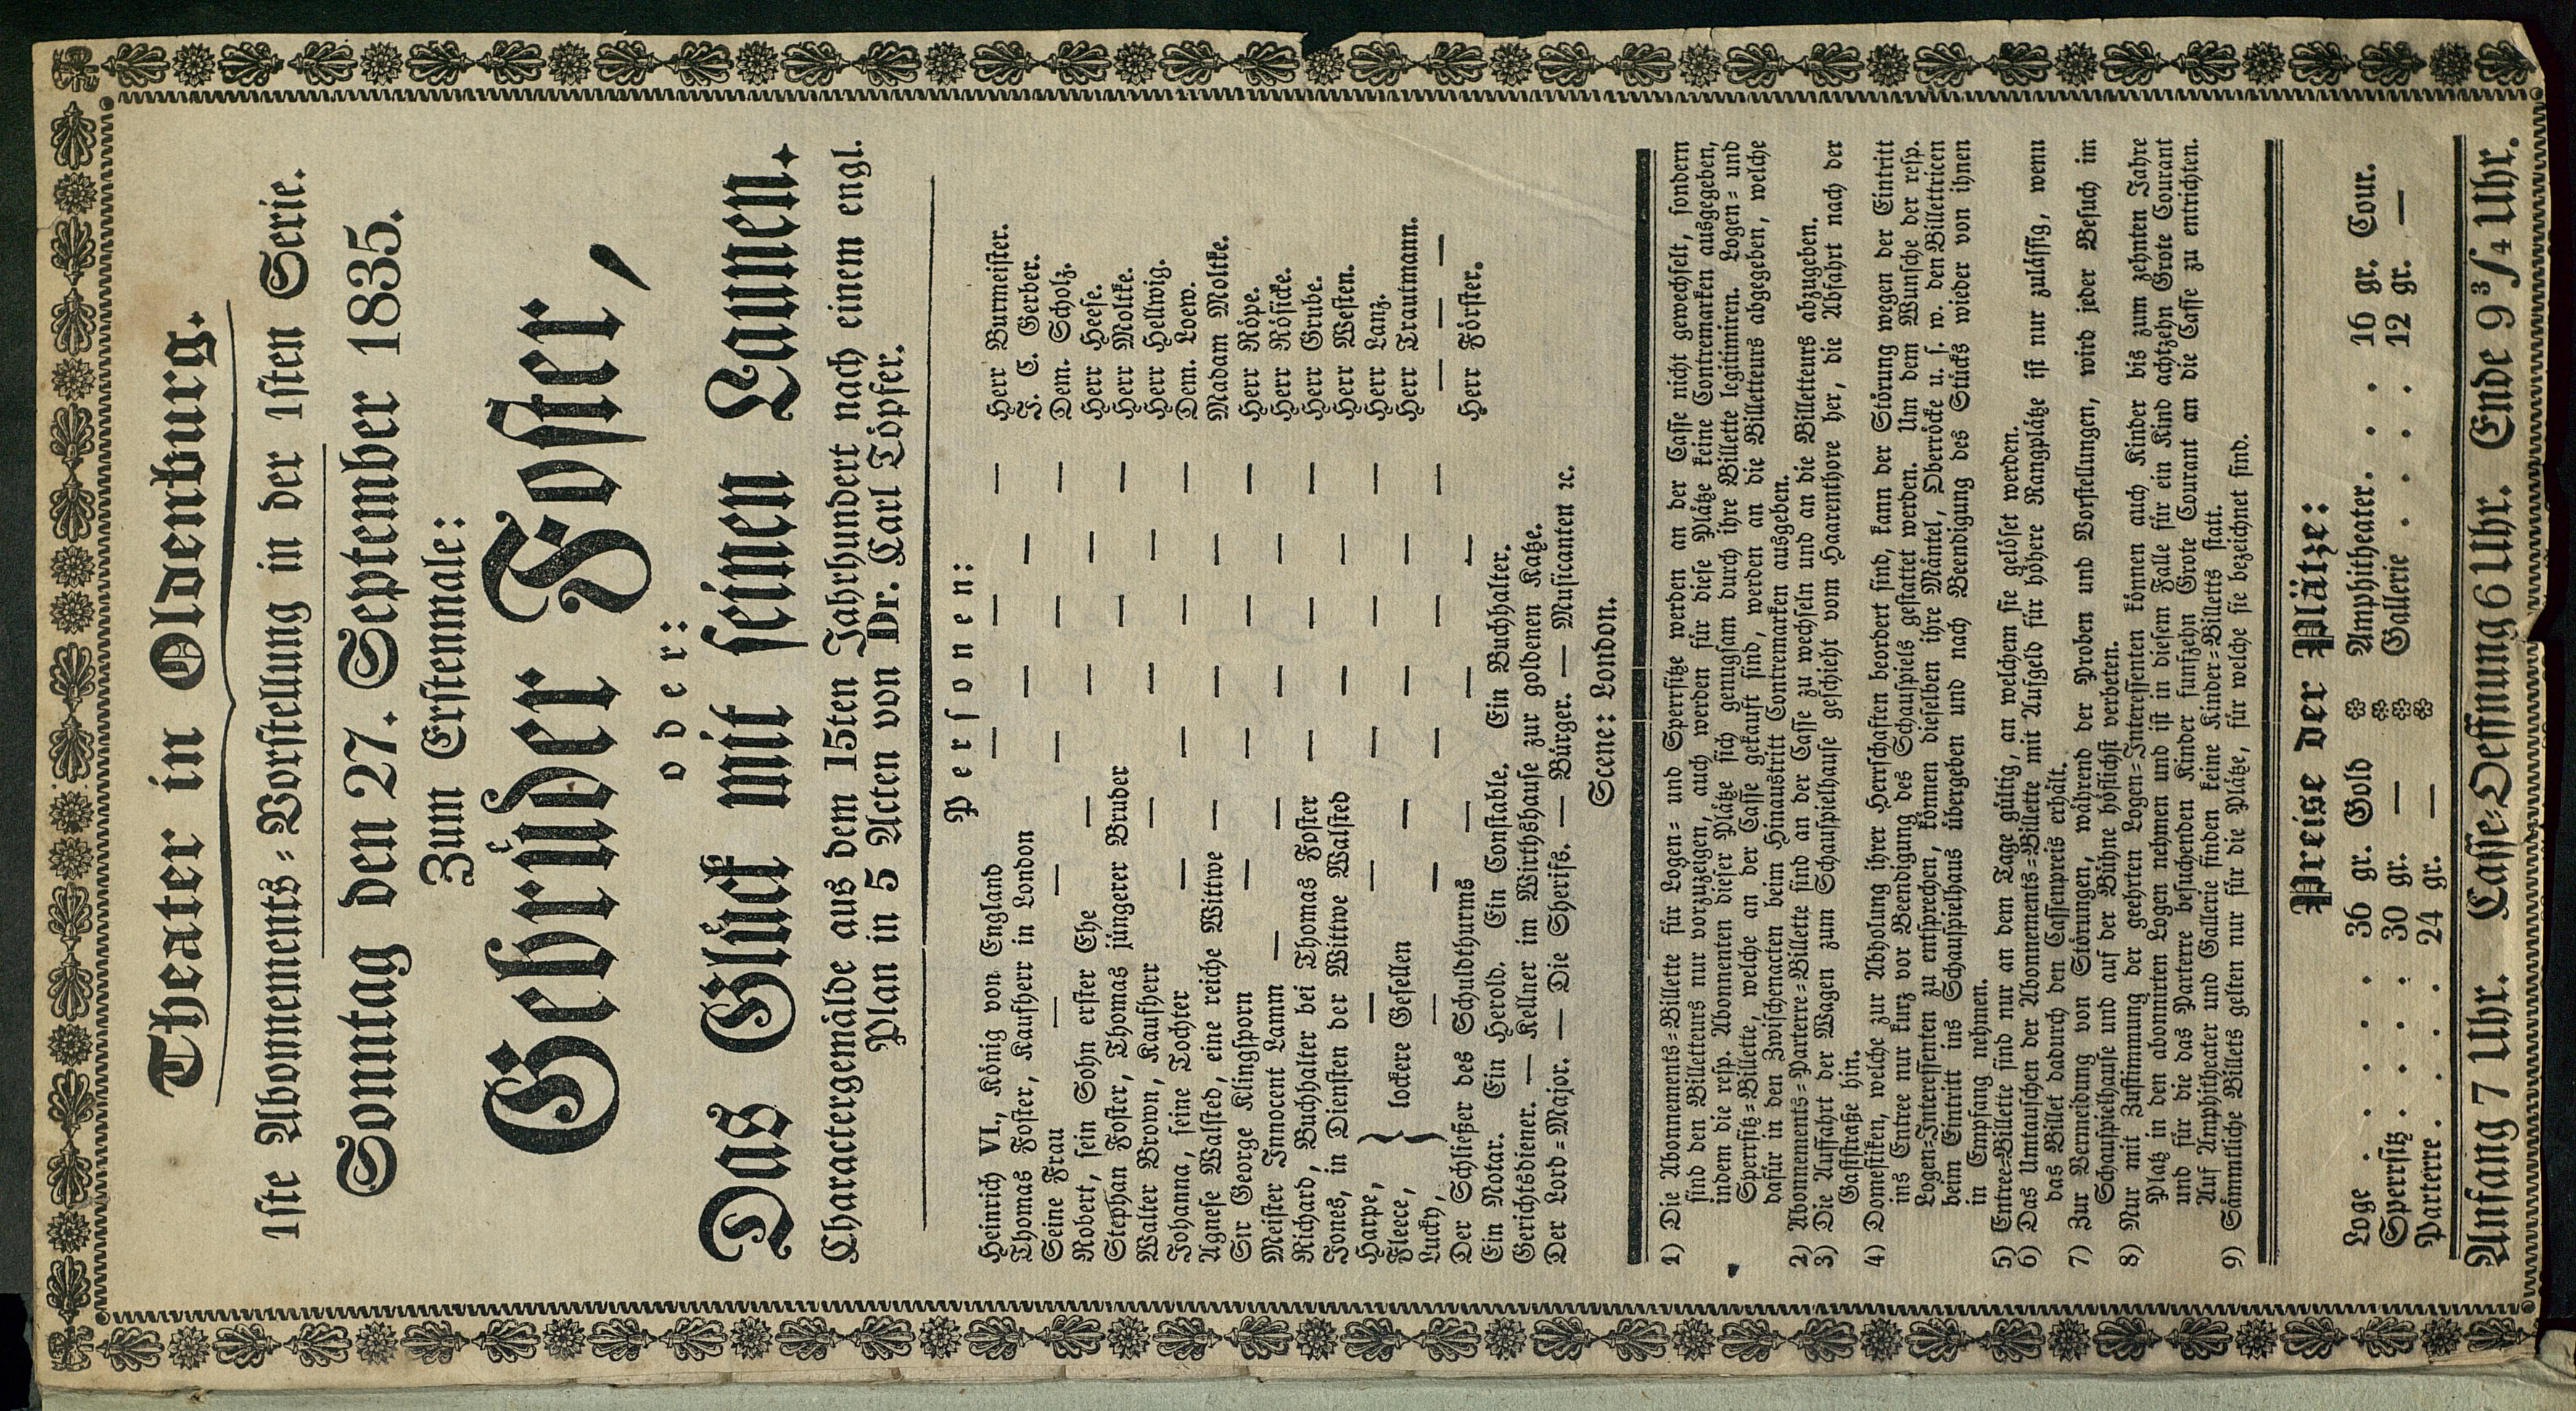 Theater in Oldenburg.
1ste Abonnements-Vorstellung in der 1sten Serie.
Sonntag den 27. September 1835.
Zum Erstenmale:
Gebrüder Foster,
oder:
Das Glück mit seinen Launen.
Charactergemälde aus dem 15ten Jahrhundert nach einem engl.
Plan in 5 Acten von Dr. Carl Töpfer.
Personen:
Heinrich VI., König von England — — — — Herr Burmeister.
Thomas Foster, Kaufherr in London — — — J. C. Gerber.
Seine Frau — — — — — Dem. Scholz.
Robert, sein Sohn erster Ehe — — — — Herr Heese.
Stephan Foster, Thomas jüngerer Bruder — — — Herr Moltke.
Walter Brown, Kaufherr — — — — Herr Hellwig.
Johanna, seine Tochter — — — — Dem. Loew.
Agnese Walsted, eine reiche Wittwe — — — — Madam Moltke.
Sir George Klingsporn — — — — Herr Röpe.
Meister Innocent Lamm — — — — — Herr Rösicke.
Richard, Buchhalter bei Thomas Foster — — — Herr Grube.
Jones, in Diensten der Wittwe Walsted — — — Herr Westen.
Harpe, — — — — — Herr Lanz.
Fleece, } lockere Gesellen — — — — Herr Trautmann.
Lucky, — — — — — — — —
Der Schließer des Schuldthurms — — — — Herr Förster.
Ein Notar. Ein Herold. Ein Constable. Ein Buchhalter.
Gerichtsdiener. — Kellner im Wirthshause zur goldenen Katze.
Der Lord-Major. — Die Sherifs. — Bürger. — Musicanten ꝛc.
Scene: London.
1) Die Abonnements-Billette für Logen- und Spersitze werden an der Casse nicht gewechselt, sondern
sind den Billetteurs nur vorzuzeigen, auch werden für diese Plätze keine Contremarken ausgegeben,
indem die resp. Abonnenten dieser Plätze sich genugsam durch ihre Billette legitimiren. Logen- und
Spersitz-Billette, welche an der Casse gekauft sind, werden an die Billetteurs abgegeben, welche
dafür in den Zwischenacten beim Hinaustritt Contremarken ausgeben.
2) Abonnements-Parterre-Billette sind an der Casse zu wechseln und an die Billetteurs abzugeben.
3) Die Auffahrt der Wagen zum Schauspielhause geschieht vom Haarenthore her, die Abfahrt nach der
Gaststraße hin.
4) Domestiken, welche zur Abholung ihrer Herrschaften beordert sind, kann der Störung wegen der Eintritt
ins Entree nur kurz vor Beendigung des Schauspiels gestattet werden. Um dem Wunsche der resp.
Logen-Interessenten zu entsprechen, können dieselben ihre Mäntel, Oberröcke u. s. w. den Billettricen
beim Eintritt ins Schauspielhaus übergeben und nach Beendigung des Stücks wieder von ihnen
in Empfang nehmen.
5) Entree-Billette sind nur an dem Tage gültig, an welchem sie gelöset werden.
6) Das Umtauschen der Abonnements-Billette mit Aufgeld für höhere Rangplätze ist nur zulässig, wenn
das Billet dadurch den Cassenpreis erhält.
7) Zur Vermeidung von Störungen, während der Proben und Vorstellungen, wird jeder Besuch im
Schauspielhause und auf der Bühne höflichst verbeten.
8) Nur mit Zustimmung der geehrten Logen-Interessenten können auch Kinder bis zum zehnten Jahre
Platz in den abonnirten Logen nehmen und ist in diesem Falle für ein Kind achtzehn Grote Courant
und für die das Parterre besuchenden Kinder funfzehn Grote Courant an die Casse zu entrichten.
Auf Amphitheater und Gallerie finden keine Kinder-Billetts statt.
9) Sämmtliche Billets gelten nur für die Plätze, für welche sie bezeichnet sind.
Preise der Plätze:
Loge . . . . . 36 gr. Gold Amphitheater . . . 16 gr. Cour.
Spersitz . . . . 30 gr. — Gallerie . . . . . 12 gr. —
Parterre . . . . 24 gr. —
Anfang 7 Uhr. Casse-Oeffnung 6 Uhr. Ende 9 3/4 Uhr.